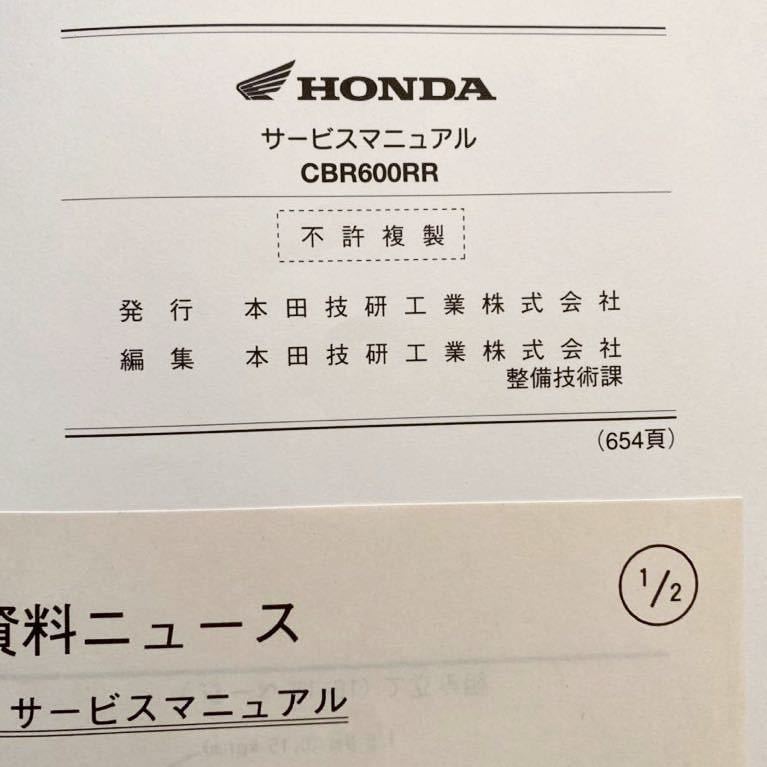 HONDA
サービスマニュアル
CBR600RR
不許複製
発行 本田技研工業株式会社
編集 本田技研工業株式会社
整備技術課
(654頁)
1/2
資料ニュース
サービスマニュアル